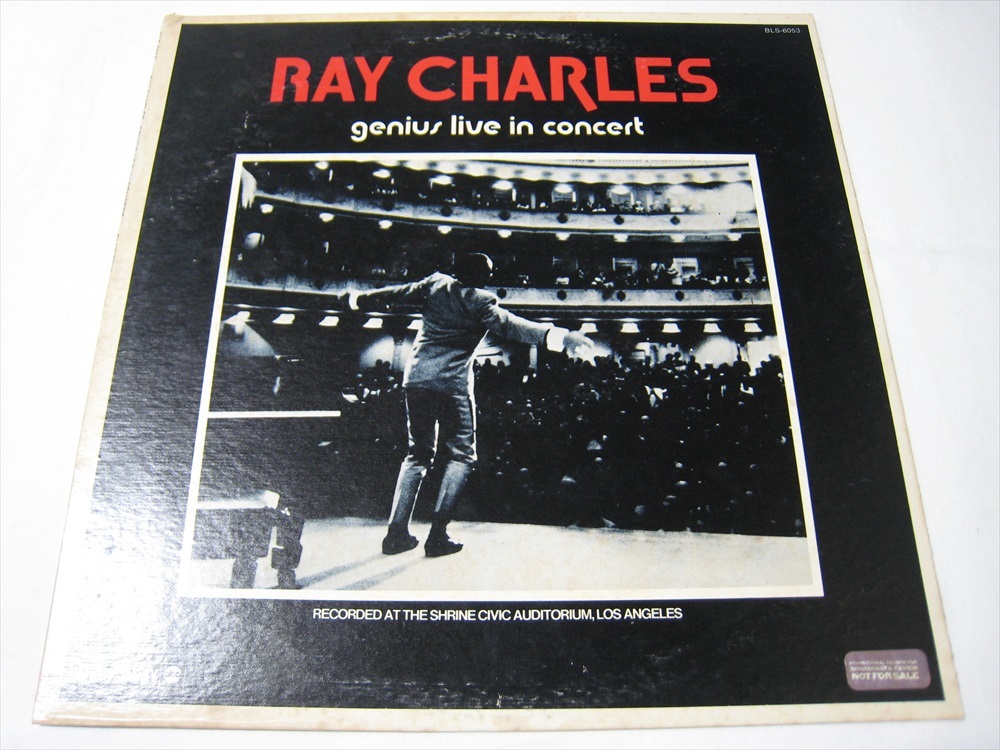 BLS-6053
RAY CHARLES
genius live in concert
RECORDED AT THE SHRINE CIVIC AUDITORIUM, LOS ANGELES
NOT FOR SALE